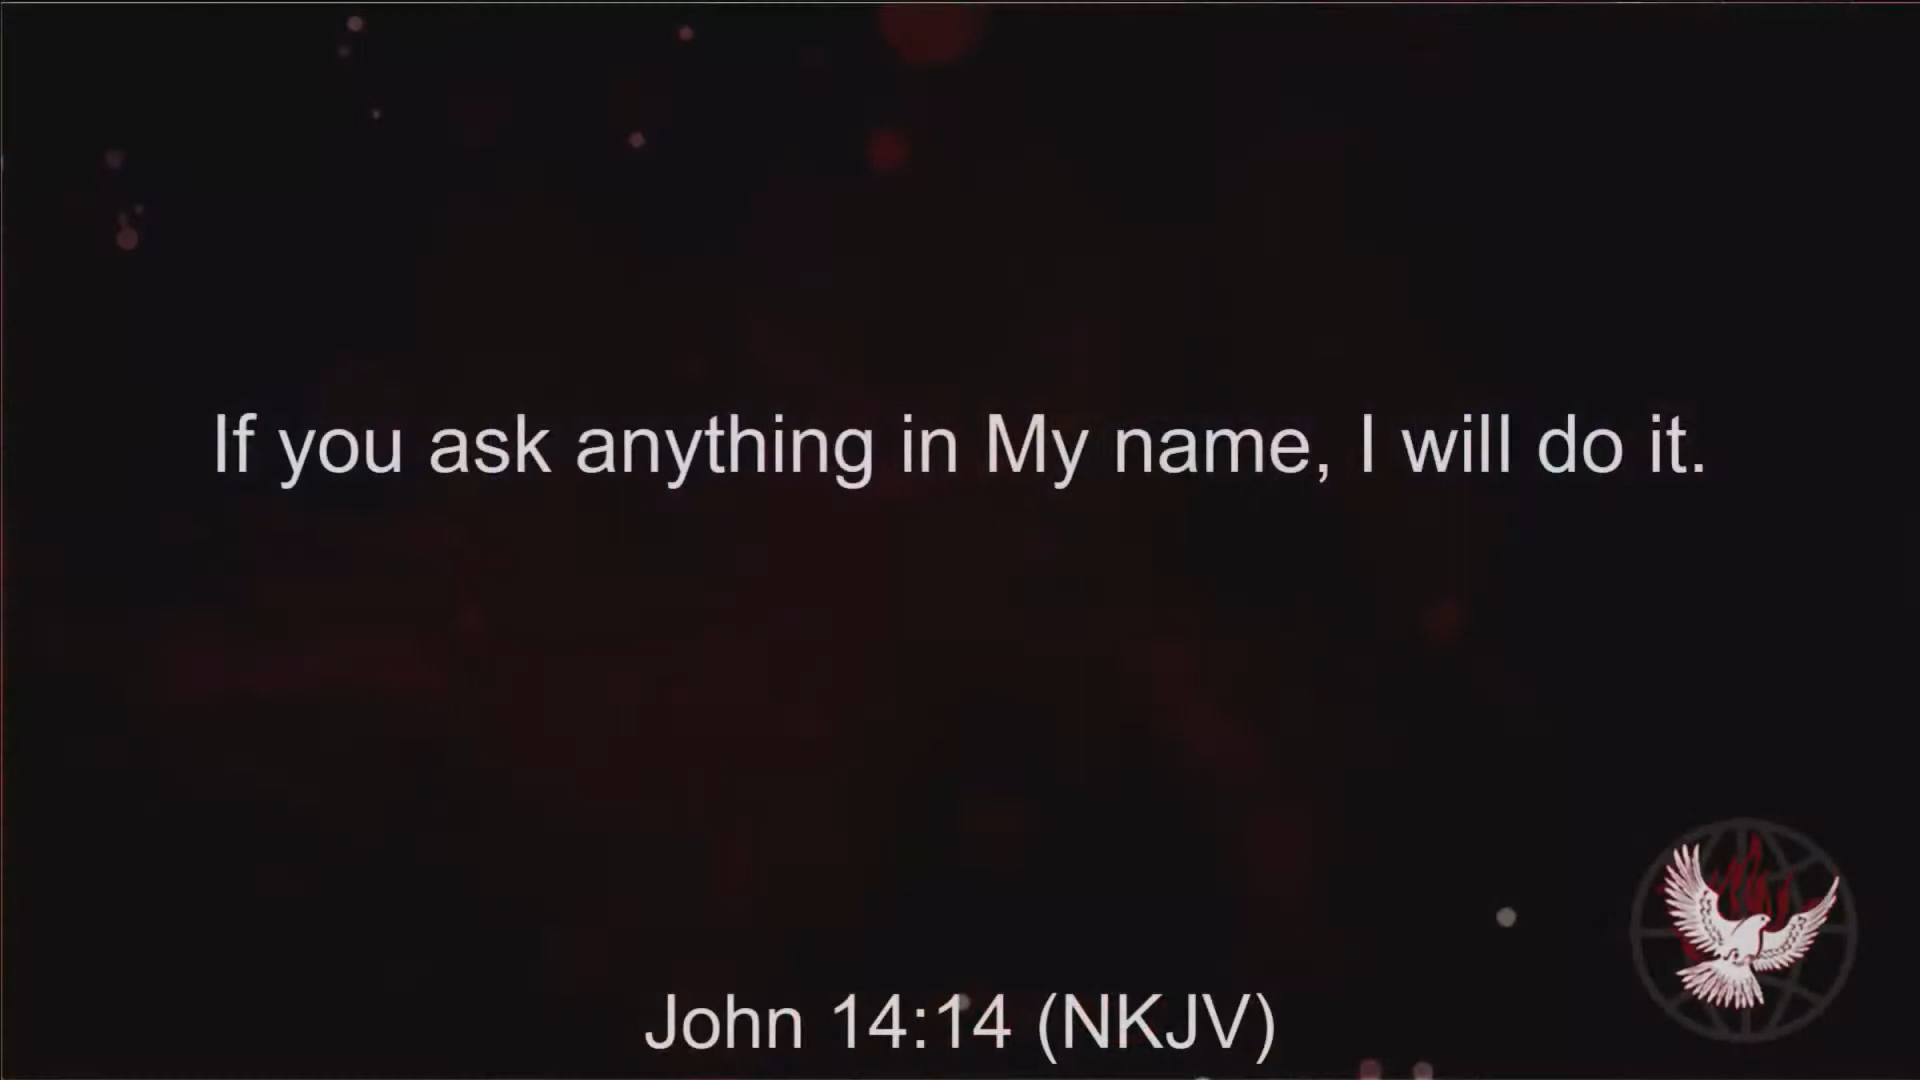 If you ask anything in My name, I will do it.
John 14:14 (NKJV)